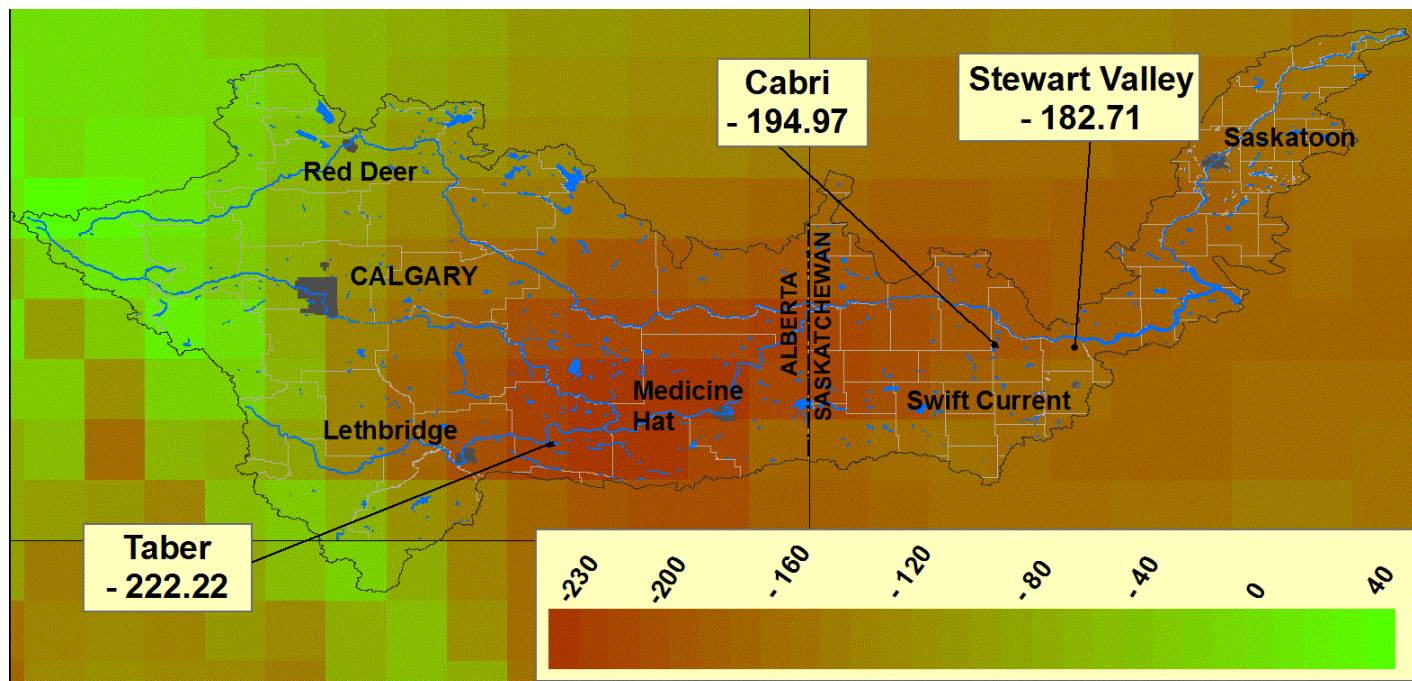 Cabri
- 194.97
Stewart Valley
- 182.71
Saskatoon
Red Deer
CALGARY
ALBERTA
SASKATCHEWAN
Medicine
Hat
Swift Current
Lethbridge
Taber
- 222.22
-230
-200
- 160
- 120
- 80
- 40
0
40